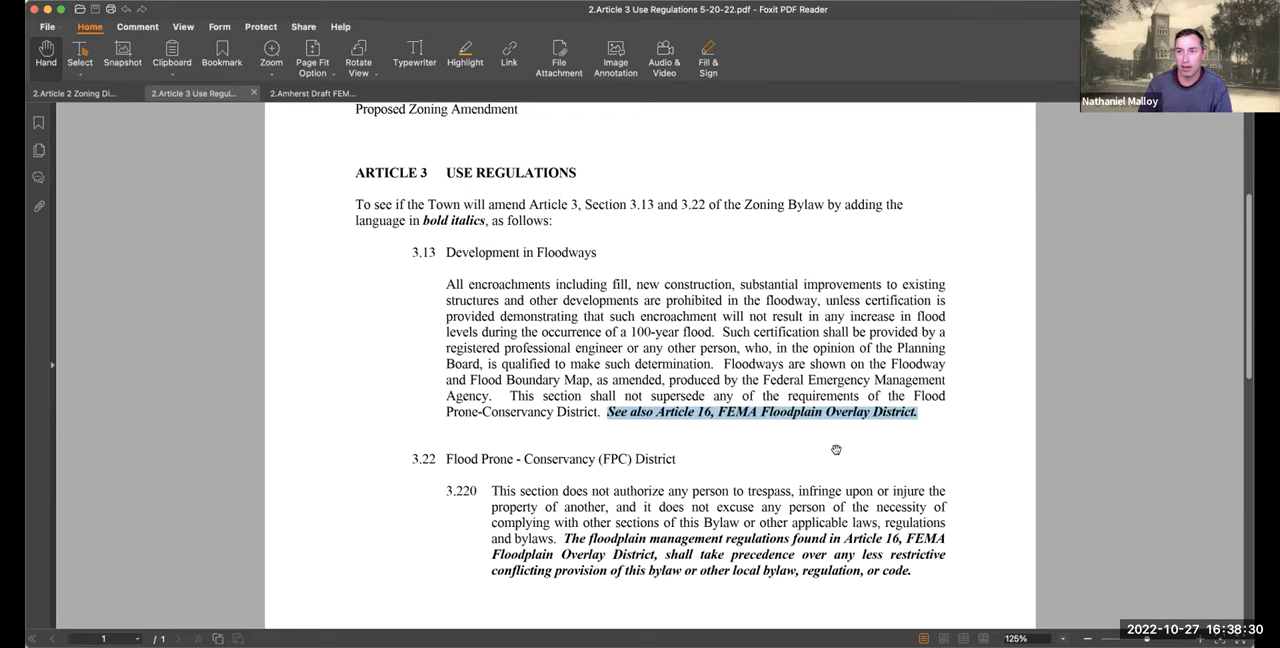 2.Article 3 Use Regulations 5-20-22.pdf - Foxit PDF Reader
File Home Comment View Form Protect Share Help
Hand Select Snapshot Clipboard Bookmark Zoom Page Fit Option Rotate View Typewriter Highlight Link File Attachment Image Annotation Audio & Video Fill & Sign
Nathaniel Malloy
2.Article 2 Zoning Di... 2.Article 3 Use Regul... 2.Amherst Draft FEM...
Proposed Zoning Amendment
ARTICLE 3 USE REGULATIONS
To see if the Town will amend Article 3, Section 3.13 and 3.22 of the Zoning Bylaw by adding the
language in bold italics, as follows:
3.13 Development in Floodways
All encroachments including fill, new construction, substantial improvements to existing
structures and other developments are prohibited in the floodway, unless certification is
provided demonstrating that such encroachment will not result in any increase in flood
levels during the occurrence of a 100-year flood. Such certification shall be provided by a
registered professional engineer or any other person, who, in the opinion of the Planning
Board, is qualified to make such determination. Floodways are shown on the Floodway
and Flood Boundary Map, as amended, produced by the Federal Emergency Management
Agency. This section shall not supersede any of the requirements of the Flood
Prone-Conservancy District. See also Article 16, FEMA Floodplain Overlay District.
3.22 Flood Prone - Conservancy (FPC) District
3.220 This section does not authorize any person to trespass, infringe upon or injure the
property of another, and it does not excuse any person of the necessity of
complying with other sections of this Bylaw or other applicable laws, regulations
and bylaws. The floodplain management regulations found in Article 16, FEMA
Floodplain Overlay District, shall take precedence over any less restrictive
conflicting provision of this bylaw or other local bylaw, regulation, or code.
2022-10-27 16:38:30
1 / 1 125%